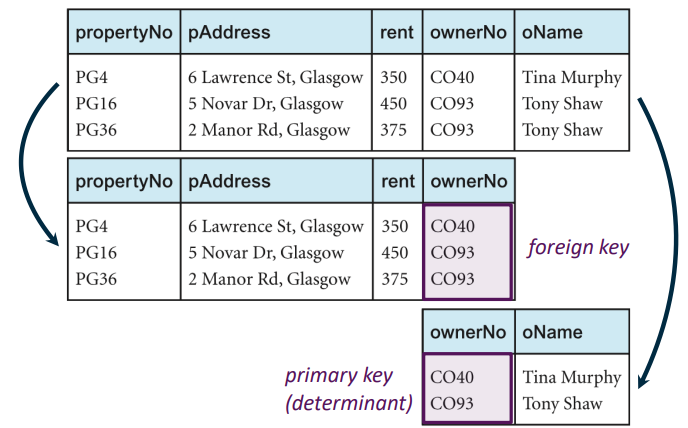 propertyNo pAddress rent ownerNo oName
PG4 6 Lawrence St, Glasgow 350 CO40 Tina Murphy
PG16 5 Novar Dr, Glasgow 450 CO93 Tony Shaw
PG36 2 Manor Rd, Glasgow 375 CO93 Tony Shaw
propertyNo pAddress rent ownerNo
PG4 6 Lawrence St, Glasgow 350 CO40
PG16 5 Novar Dr, Glasgow 450 CO93
PG36 2 Manor Rd, Glasgow 375 CO93
foreign key
ownerNo oName
CO40 Tina Murphy
CO93 Tony Shaw
primary key
(determinant)